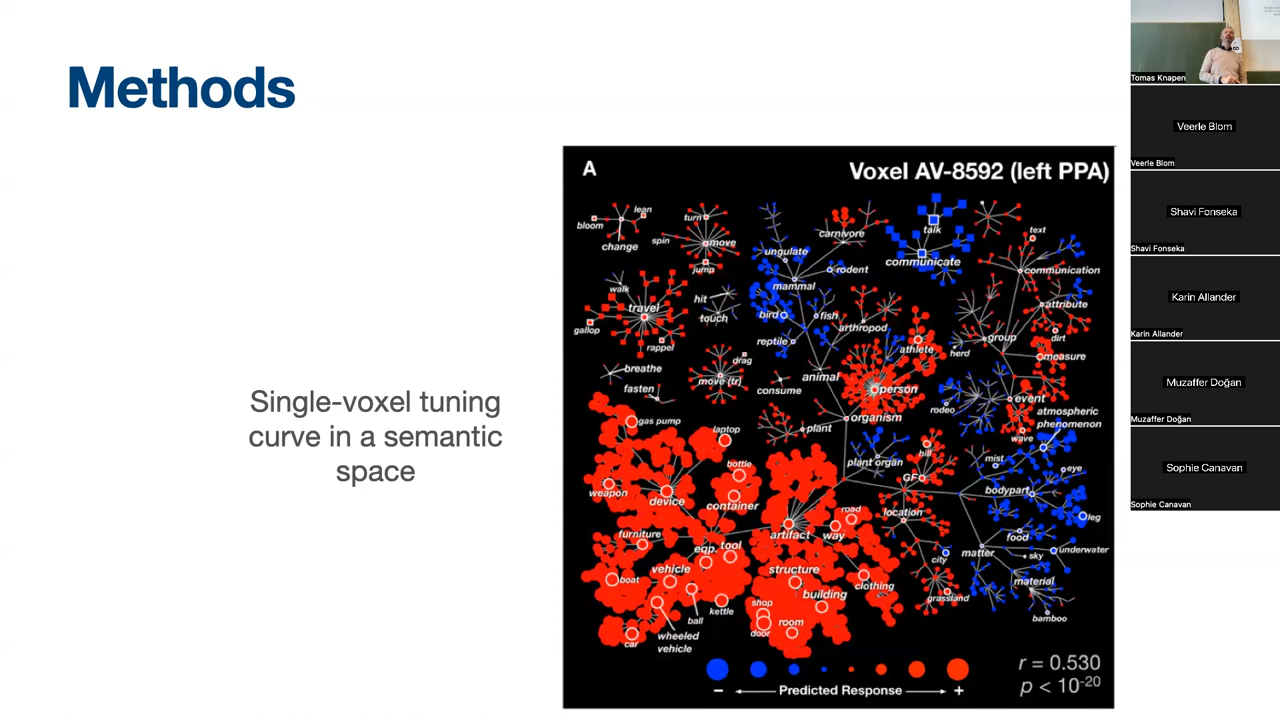 Methods
Single-voxel tuning
curve in a semantic
space
A
Voxel AV-8592 (left PPA)
bloom
lean
change
turn
spin
move
jump
carnivore
talk
text
ungulate
rodent
mammal
communicate
communication
walk
travel
gallop
rappel
hit
touch
bird
fish
reptile
arthropod
athlete
herd
group
attribute
dirt
measure
breathe
fasten
drag
move (tr)
consume
animal
person
organism
plant
rodeo
event
atmospheric
phenomenon
wave
gas pump
laptop
bottle
weapon
device
container
plant organ
hill
GF
mist
eye
bodypart
leg
furniture
eqp.
tool
artifact
way
road
location
city
matter
food
sky
underwater
boat
vehicle
structure
building
clothing
grassland
material
bamboo
kettle
ball
shop
door
room
car
wheeled
vehicle
− Predicted Response +
r = 0.530
p < 10-20
Tomas Knapen
Veerle Blom
Veerle Blom
Shavi Fonseka
Shavi Fonseka
Karin Allander
Karin Allander
Muzaffer Doğan
Muzaffer Doğan
Sophie Canavan
Sophie Canavan